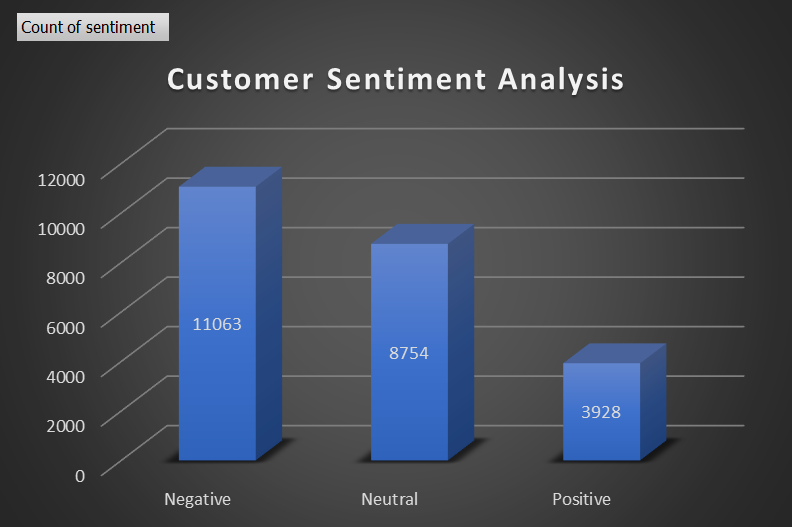 Count of sentiment
Customer Sentiment Analysis
12000
10000
8000
6000
4000
2000
0
11063
8754
3928
Negative
Neutral
Positive